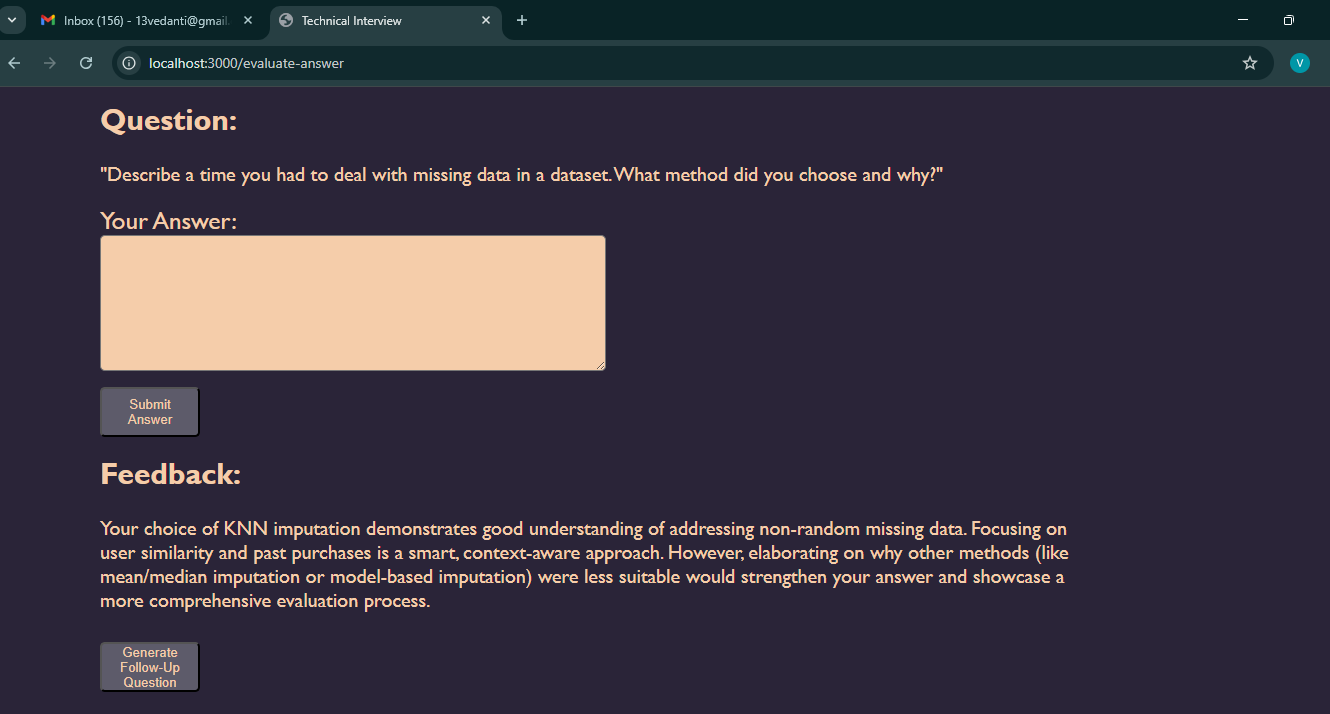 Inbox (156) - 13vedanti@gmail.
Technical Interview
localhost:3000/evaluate-answer
V
Question:
"Describe a time you had to deal with missing data in a dataset. What method did you choose and why?"
Your Answer:
Submit
Answer
Feedback:
Your choice of KNN imputation demonstrates good understanding of addressing non-random missing data. Focusing on
user similarity and past purchases is a smart, context-aware approach. However, elaborating on why other methods (like
mean/median imputation or model-based imputation) were less suitable would strengthen your answer and showcase a
more comprehensive evaluation process.
Generate
Follow-Up
Question